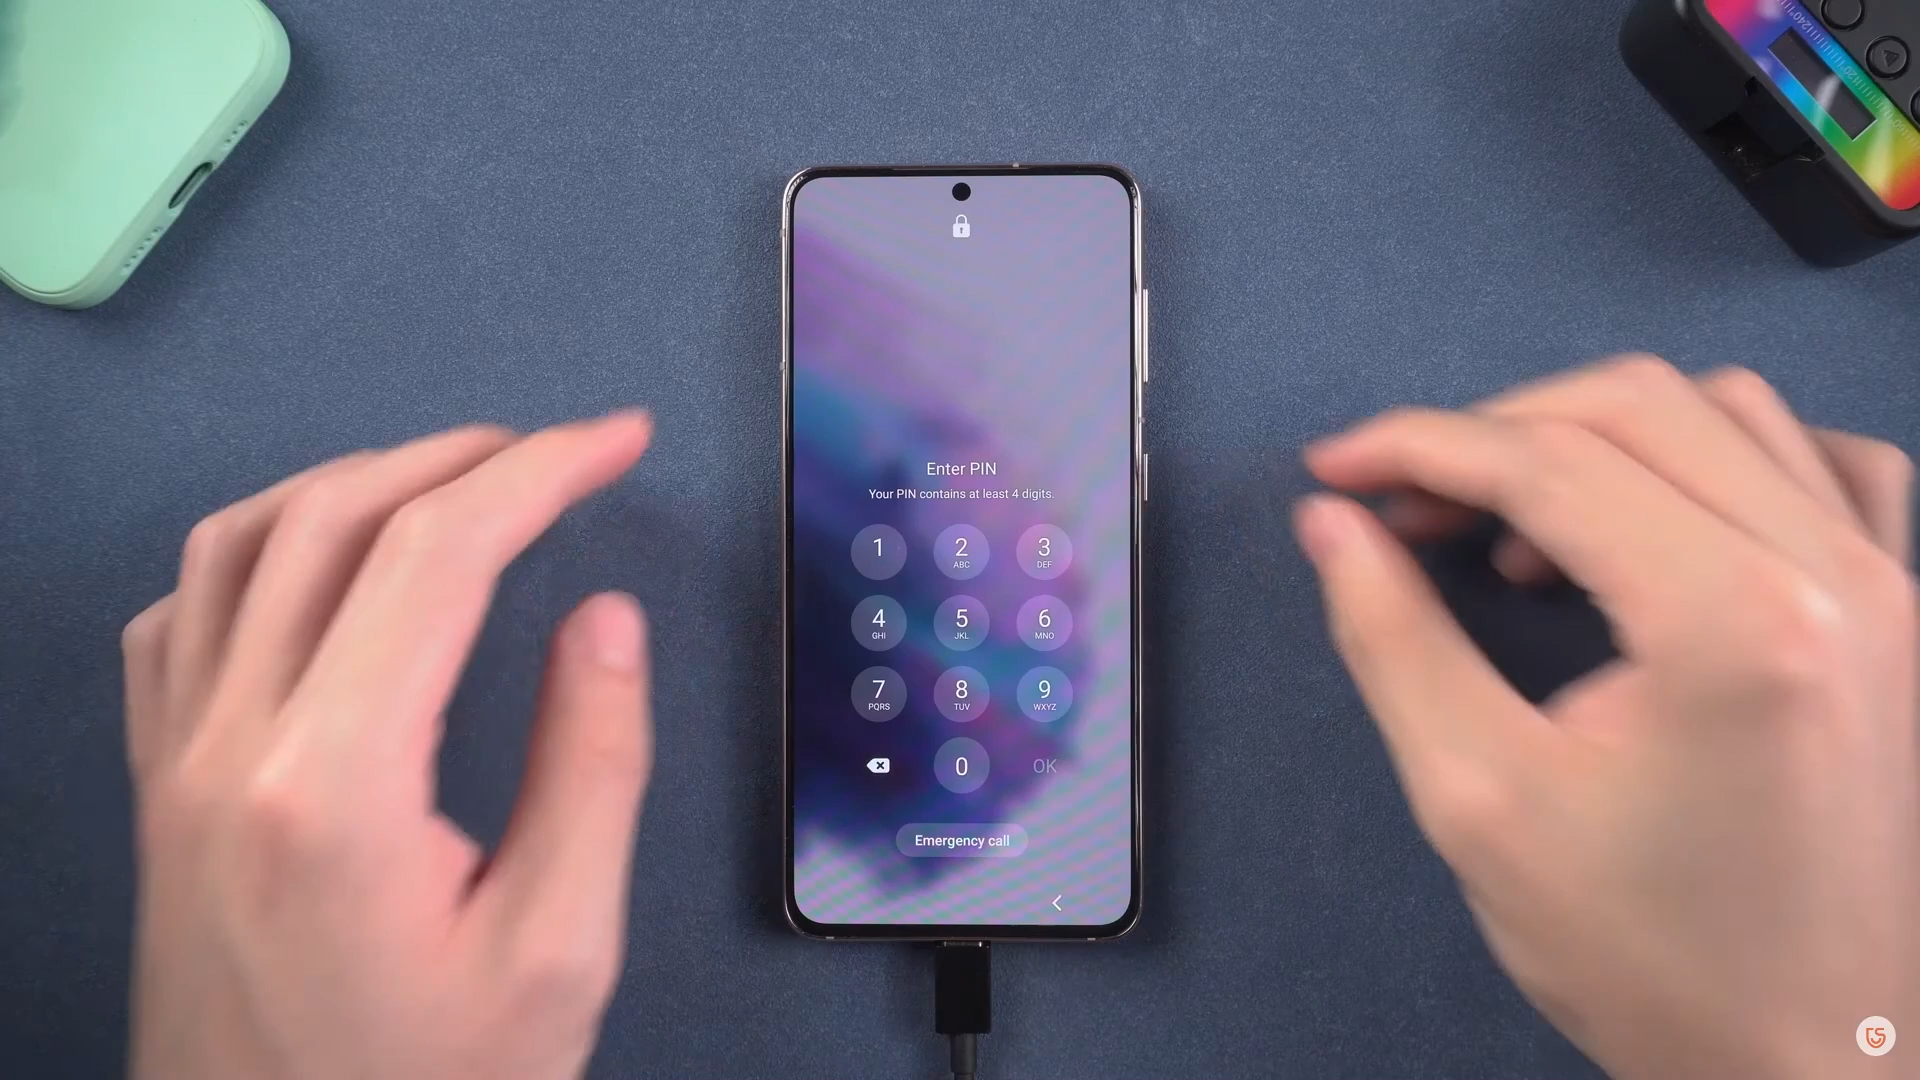 Enter PIN
Your PIN contains at least 4 digits.
1
2
3
ABC
DEF
4
5
6
GHI
JKL
MNO
7
8
9
PQRS
TUV
WXYZ
0
OK
Emergency call